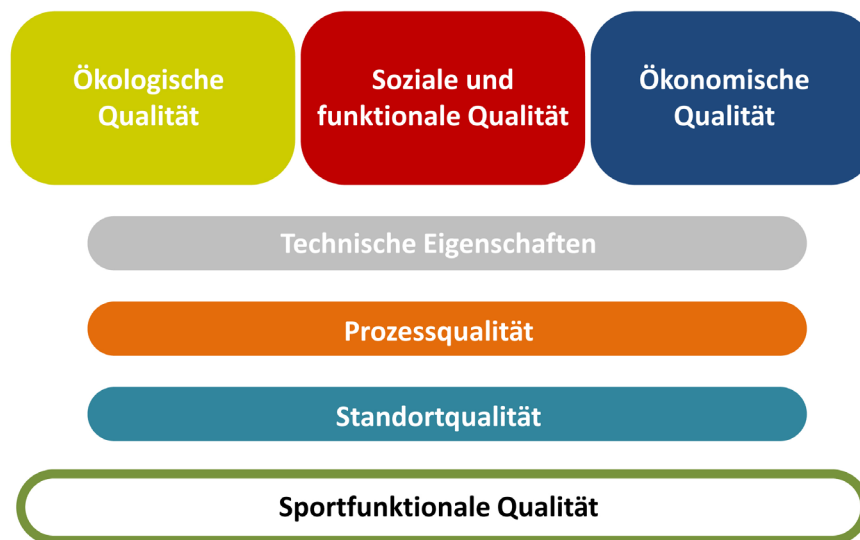 Ökologische
Qualität
Soziale und
funktionale Qualität
Ökonomische
Qualität
Technische Eigenschaften
Prozessqualität
Standortqualität
Sportfunktionale Qualität